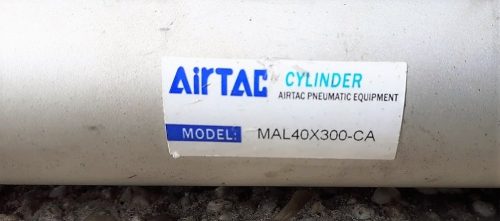 AirTAC CYLINDER
AIRTAC PNEUMATIC EQUIPMENT
MODEL: MAL40X300-CA